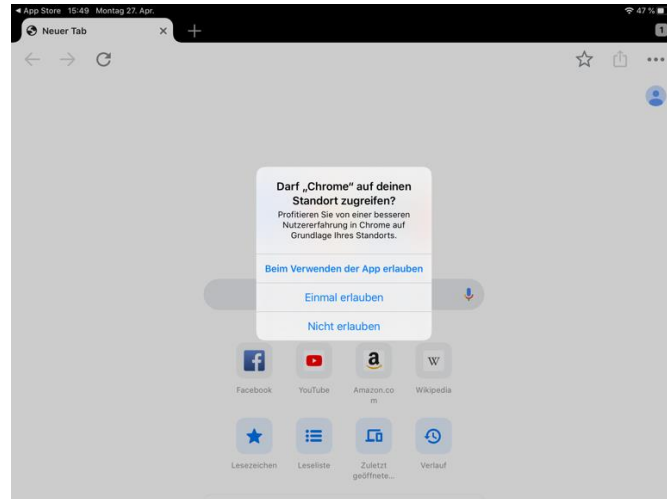 ◀ App Store 15:49 Montag 27. Apr. 47 %
Neuer Tab
1
Darf „Chrome“ auf deinen
Standort zugreifen?
Profitieren Sie von einer besseren
Nutzererfahrung in Chrome auf
Grundlage Ihres Standorts.
Beim Verwenden der App erlauben
Einmal erlauben
Nicht erlauben
f a W
Facebook YouTube Amazon.co Wikipedia
m
Lesezeichen Leseliste Zuletzt Verlauf
geöffnete...